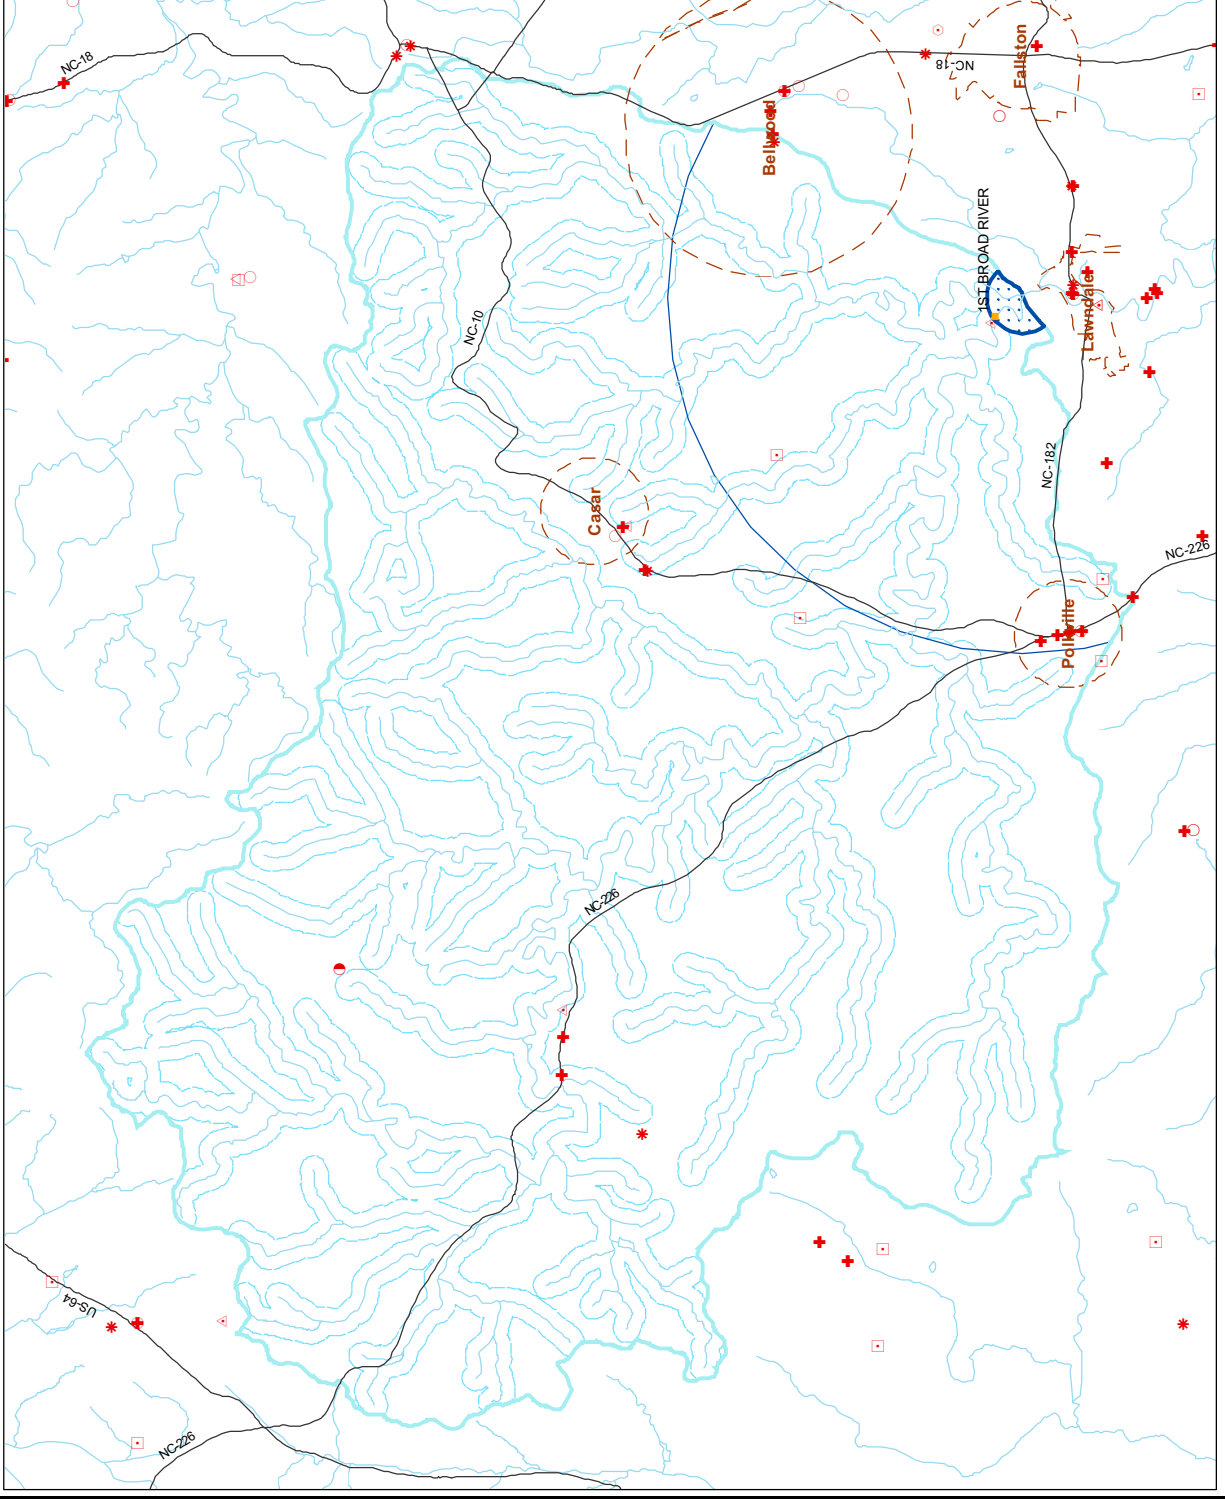 NC-18
Fallston
NC-18
Bellwood
1ST BROAD RIVER
NC-10
Lawndale
NC-182
Casar
NC-226
Polkville
NC-226
US-64
NC-226